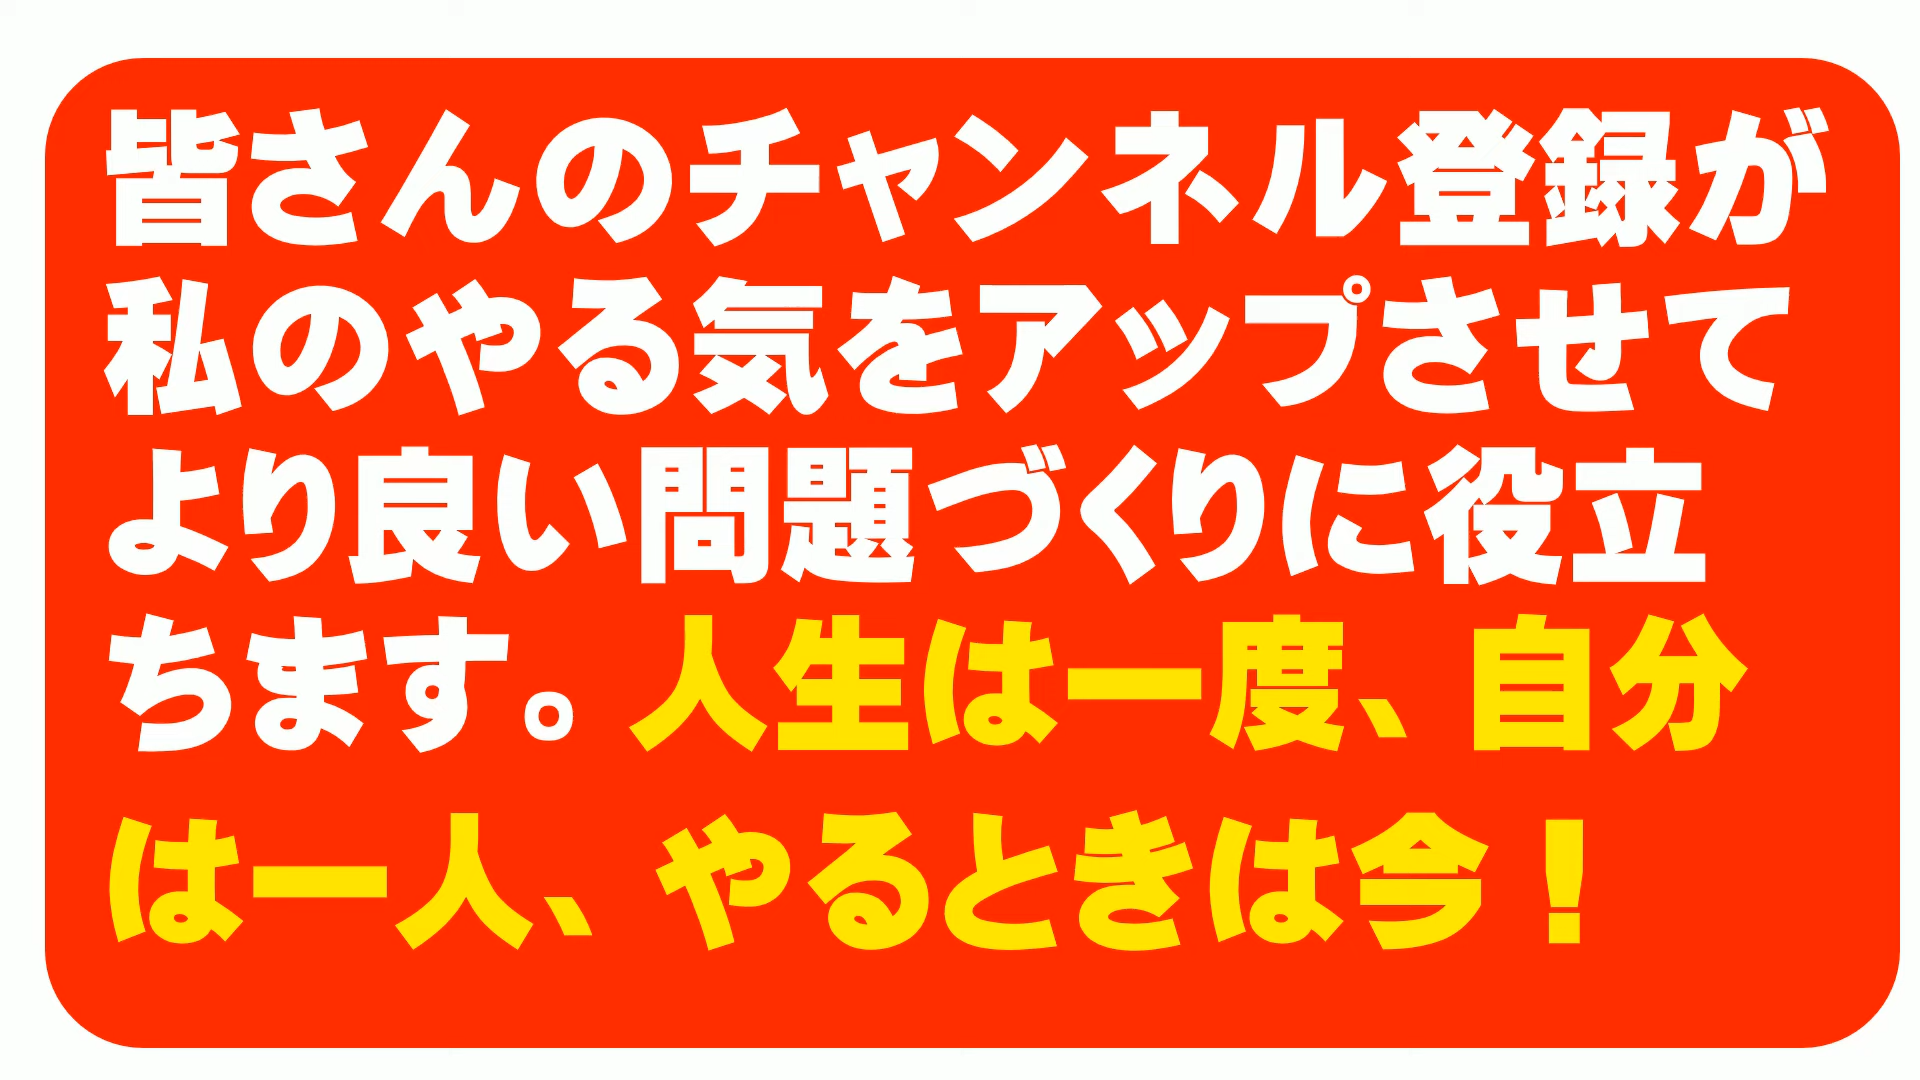 皆さんのチャンネル登録が
私のやる気をアップさせて
より良い問題づくりに役立
ちます。人生は一度、自分
は一人、やるときは今！